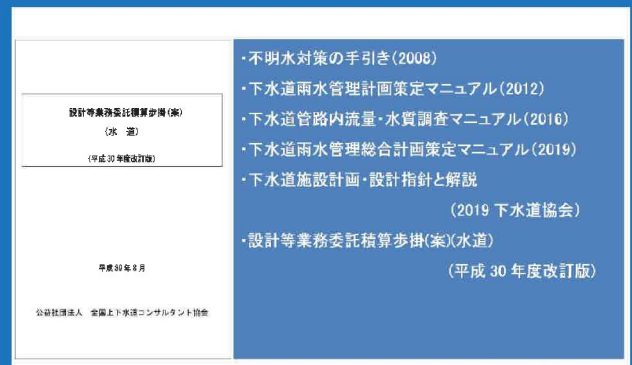 設計等業務委託積算歩掛(案)
(水 道)
(平成30年度改訂版)
平成30年8月
公益社団法人 全国上下水道コンサルタント協会
・不明水対策の手引き(2008)
・下水道雨水管理計画策定マニュアル(2012)
・下水道管路内流量・水質調査マニュアル(2016)
・下水道雨水管理総合計画策定マニュアル(2019)
・下水道施設計画・設計指針と解説
(2019 下水道協会)
・設計等業務委託積算歩掛(案)(水道)
(平成 30 年度改訂版)